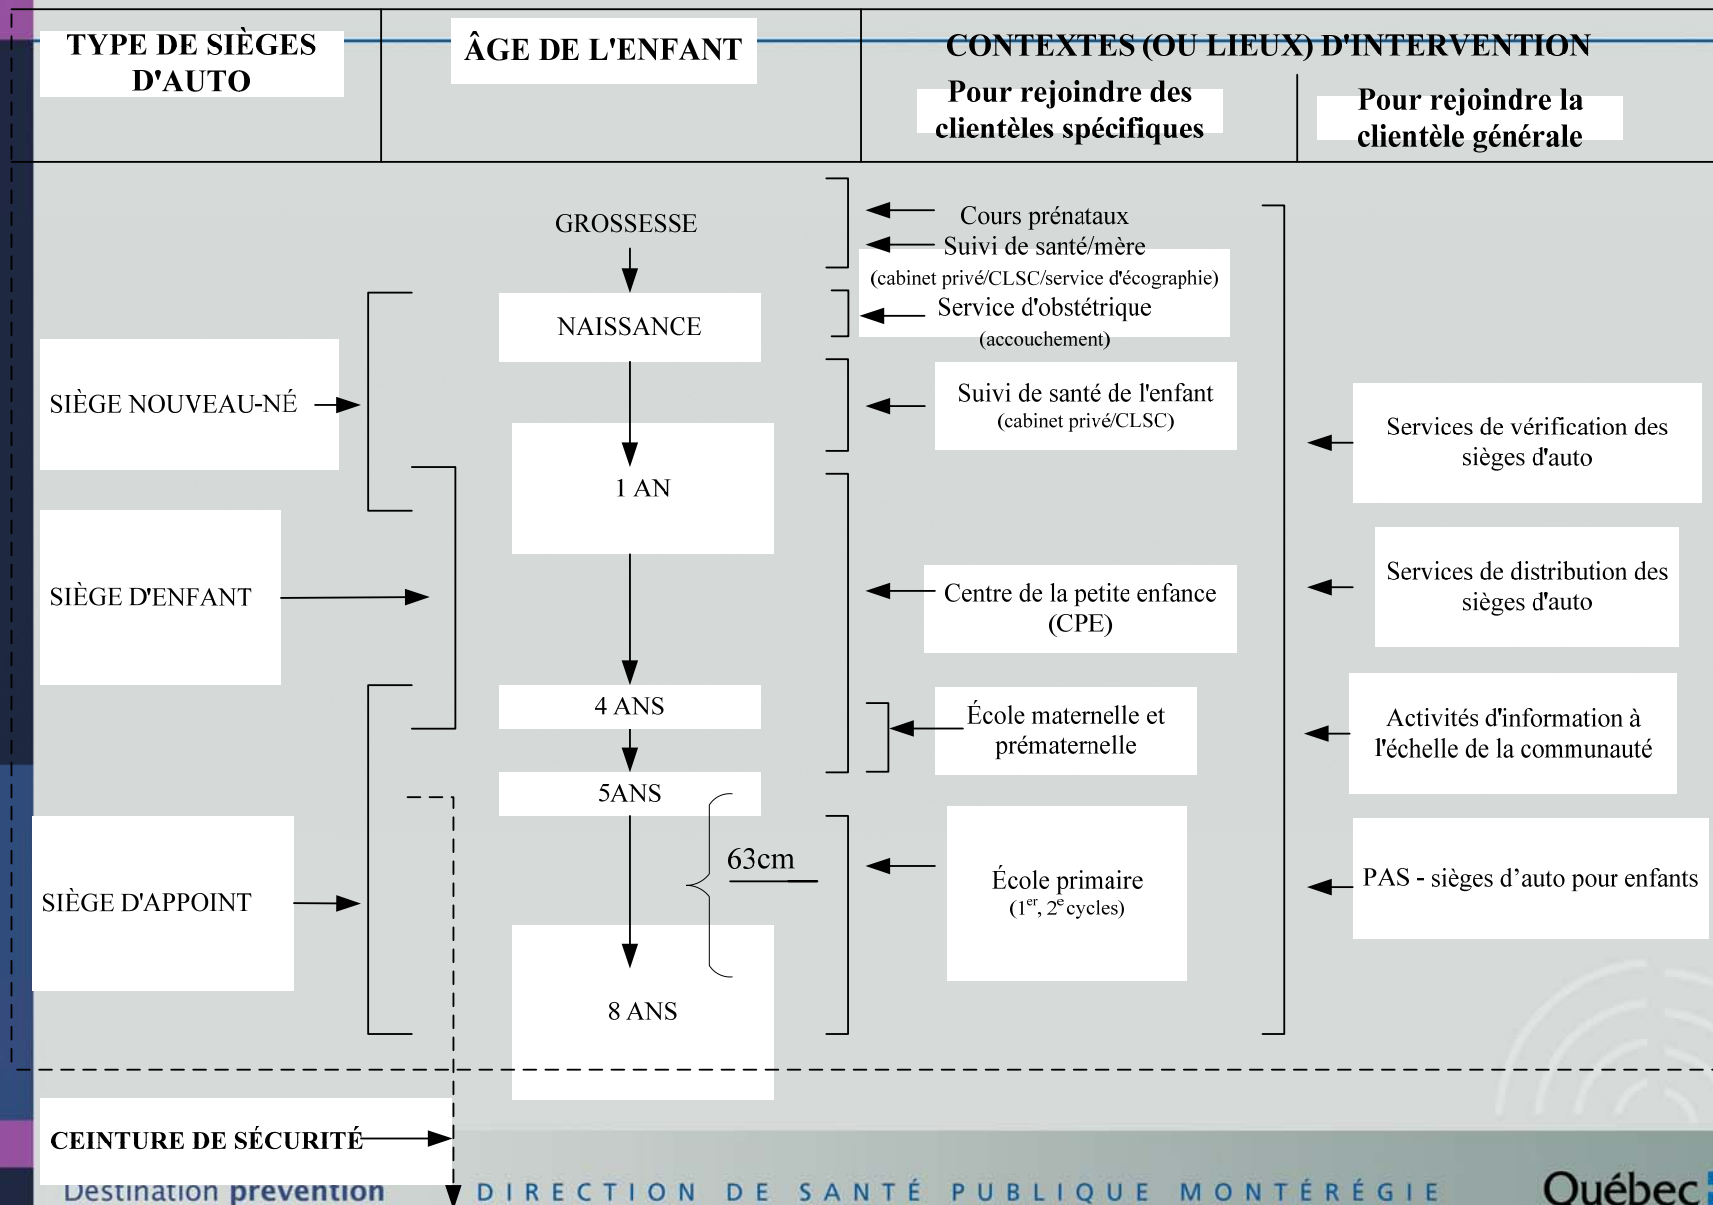 TYPE DE SIÈGES
D'AUTO
ÂGE DE L'ENFANT
CONTEXTES (OU LIEUX) D'INTERVENTION
Pour rejoindre des
clientèles spécifiques
Pour rejoindre la
clientèle générale
GROSSESSE
NAISSANCE
1 AN
4 ANS
5ANS
63cm
8 ANS
SIÈGE NOUVEAU-NÉ
SIÈGE D'ENFANT
SIÈGE D'APPOINT
CEINTURE DE SÉCURITÉ
Cours prénataux
Suivi de santé/mère
(cabinet privé/CLSC/service d'écographie)
Service d'obstétrique
(accouchement)
Suivi de santé de l'enfant
(cabinet privé/CLSC)
Centre de la petite enfance
(CPE)
École maternelle et
prématernelle
École primaire
(1er, 2e cycles)
Services de vérification des
sièges d'auto
Services de distribution des
sièges d'auto
Activités d'information à
l'échelle de la communauté
PAS - sièges d’auto pour enfants
Destination prévention
DIRECTION DE SANTÉ PUBLIQUE MONTÉRÉGIE
Québec